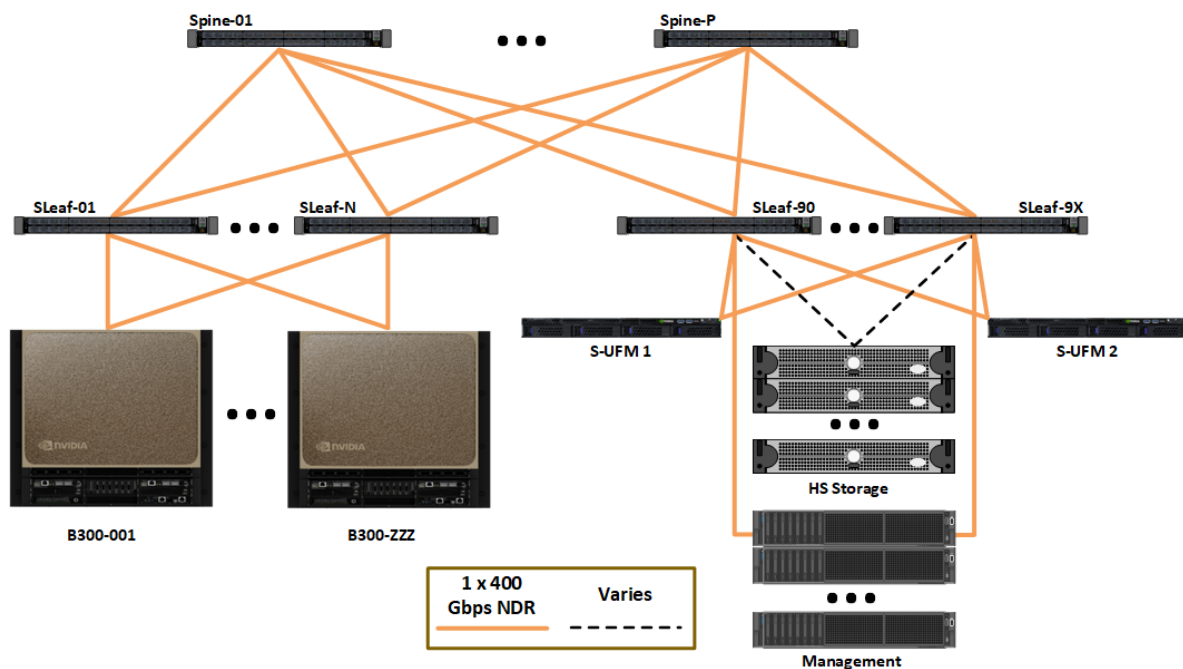 Spine-01
Spine-P
SLeaf-01
SLeaf-N
SLeaf-90
SLeaf-9X
S-UFM 1
S-UFM 2
NVIDIA
NVIDIA
HS Storage
B300-001
B300-ZZZ
1 x 400
Gbps NDR
Varies
Management